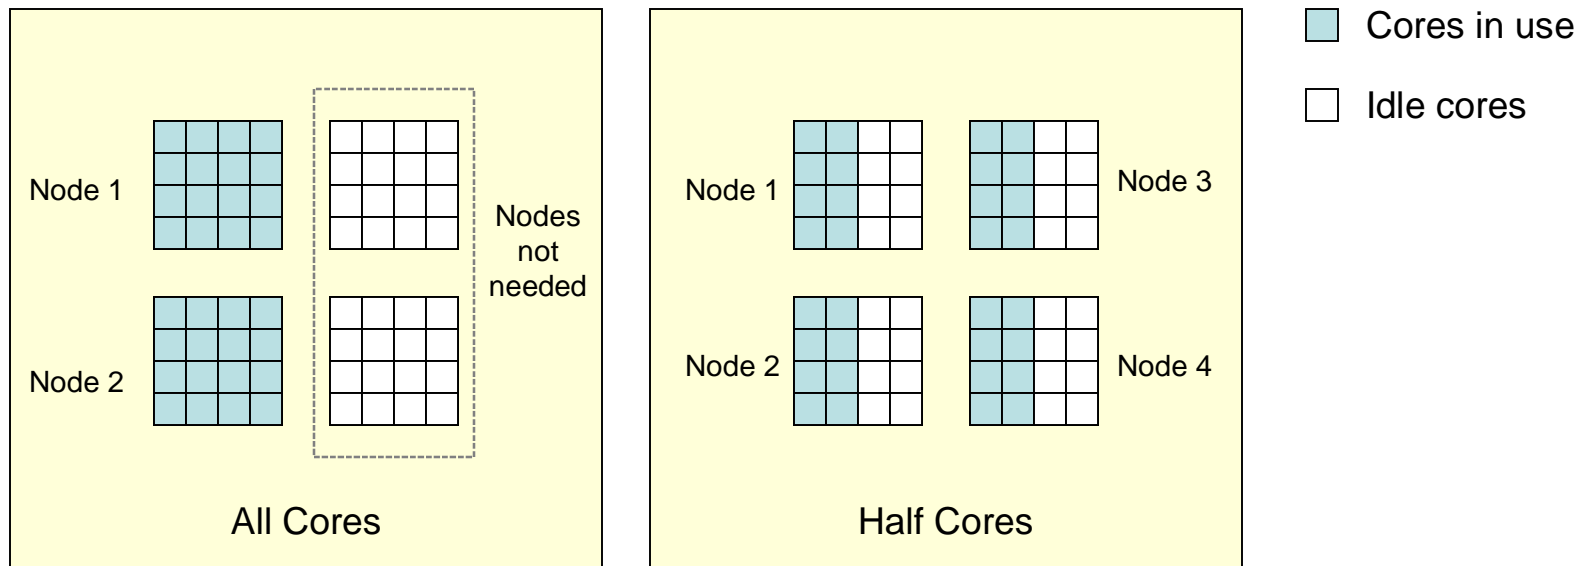 Node 1
Node 2
Nodes
not
needed
All Cores
Node 1
Node 2
Node 3
Node 4
Half Cores
Cores in use
Idle cores